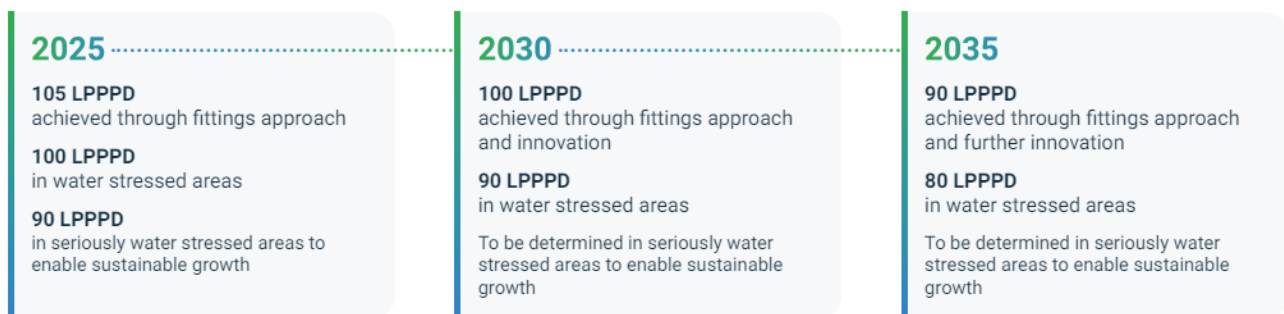 2025
105 LPPPD
achieved through fittings approach
100 LPPPD
in water stressed areas
90 LPPPD
in seriously water stressed areas to
enable sustainable growth
2030
100 LPPPD
achieved through fittings approach
and innovation
90 LPPPD
in water stressed areas
To be determined in seriously water
stressed areas to enable sustainable
growth
2035
90 LPPPD
achieved through fittings approach
and further innovation
80 LPPPD
in water stressed areas
To be determined in seriously water
stressed areas to enable sustainable
growth